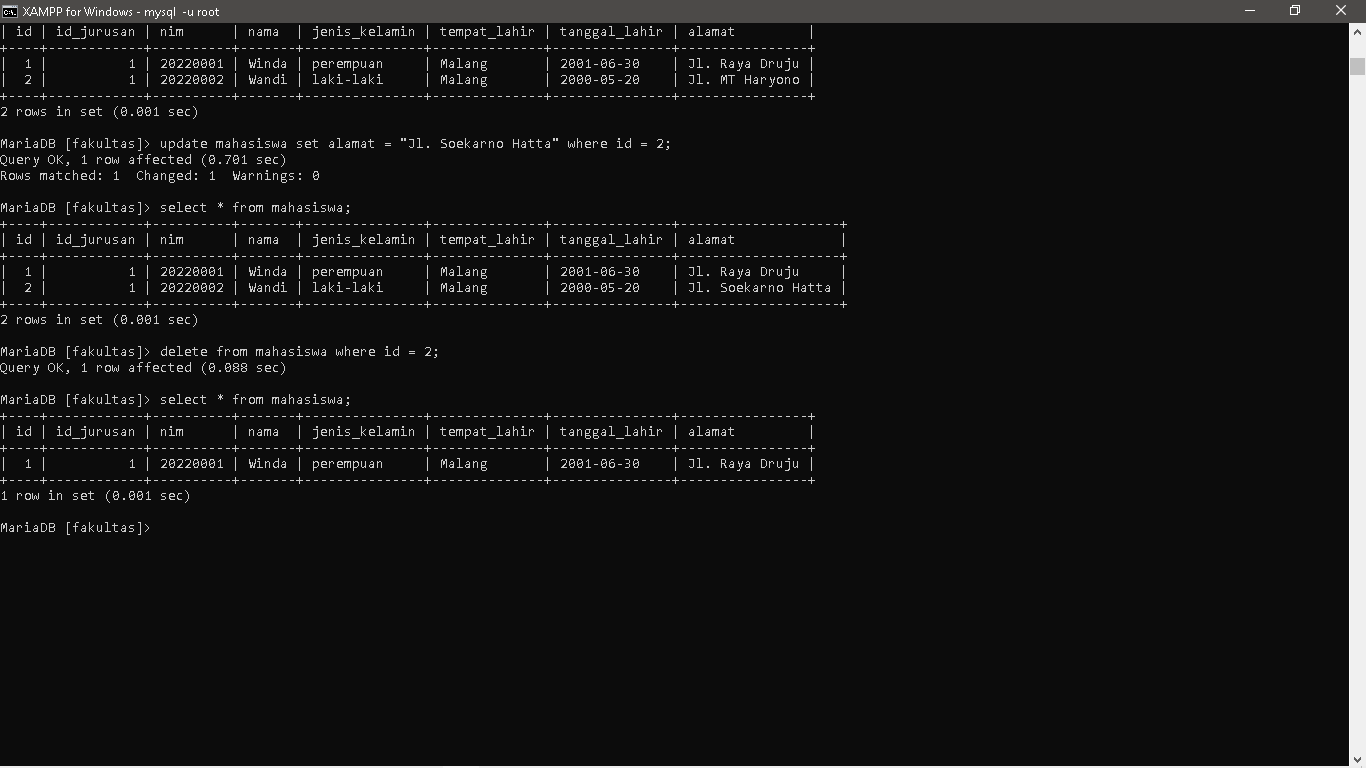 XAMPP for Windows - mysql -u root
| id | id_jurusan | nim      | nama  | jenis_kelamin | tempat_lahir | tanggal_lahir | alamat         |
+----+------------+----------+-------+---------------+--------------+---------------+----------------+
|  1 |          1 | 20220001 | Winda | perempuan     | Malang       | 2001-06-30    | Jl. Raya Druju |
|  2 |          1 | 20220002 | Wandi | laki-laki     | Malang       | 2000-05-20    | Jl. MT Haryono |
+----+------------+----------+-------+---------------+--------------+---------------+----------------+
2 rows in set (0.001 sec)
MariaDB [fakultas]> update mahasiswa set alamat = "Jl. Soekarno Hatta" where id = 2;
Query OK, 1 row affected (0.701 sec)
Rows matched: 1  Changed: 1  Warnings: 0
MariaDB [fakultas]> select * from mahasiswa;
+----+------------+----------+-------+---------------+--------------+---------------+--------------------+
| id | id_jurusan | nim      | nama  | jenis_kelamin | tempat_lahir | tanggal_lahir | alamat             |
+----+------------+----------+-------+---------------+--------------+---------------+--------------------+
|  1 |          1 | 20220001 | Winda | perempuan     | Malang       | 2001-06-30    | Jl. Raya Druju     |
|  2 |          1 | 20220002 | Wandi | laki-laki     | Malang       | 2000-05-20    | Jl. Soekarno Hatta |
+----+------------+----------+-------+---------------+--------------+---------------+--------------------+
2 rows in set (0.001 sec)
MariaDB [fakultas]> delete from mahasiswa where id = 2;
Query OK, 1 row affected (0.088 sec)
MariaDB [fakultas]> select * from mahasiswa;
+----+------------+----------+-------+---------------+--------------+---------------+----------------+
| id | id_jurusan | nim      | nama  | jenis_kelamin | tempat_lahir | tanggal_lahir | alamat         |
+----+------------+----------+-------+---------------+--------------+---------------+----------------+
|  1 |          1 | 20220001 | Winda | perempuan     | Malang       | 2001-06-30    | Jl. Raya Druju |
+----+------------+----------+-------+---------------+--------------+---------------+----------------+
1 row in set (0.001 sec)
MariaDB [fakultas]>